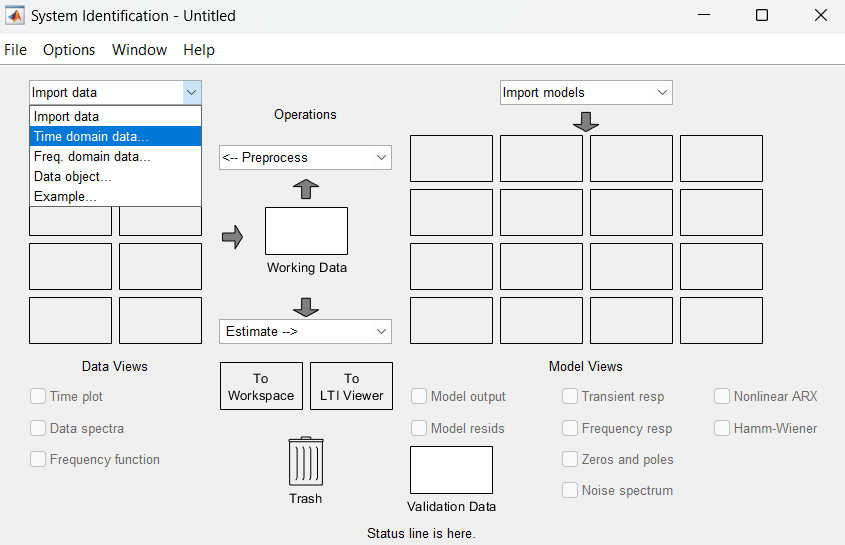 System Identification - Untitled
File Options Window Help
Import data
Import data
Time domain data...
Freq. domain data...
Data object...
Example...
Operations
<-- Preprocess
Working Data
Estimate -->
Import models
Data Views
Time plot
Data spectra
Frequency function
To
Workspace
To
LTI Viewer
Trash
Model Views
Model output
Model resids
Transient resp
Frequency resp
Zeros and poles
Noise spectrum
Nonlinear ARX
Hamm-Wiener
Validation Data
Status line is here.